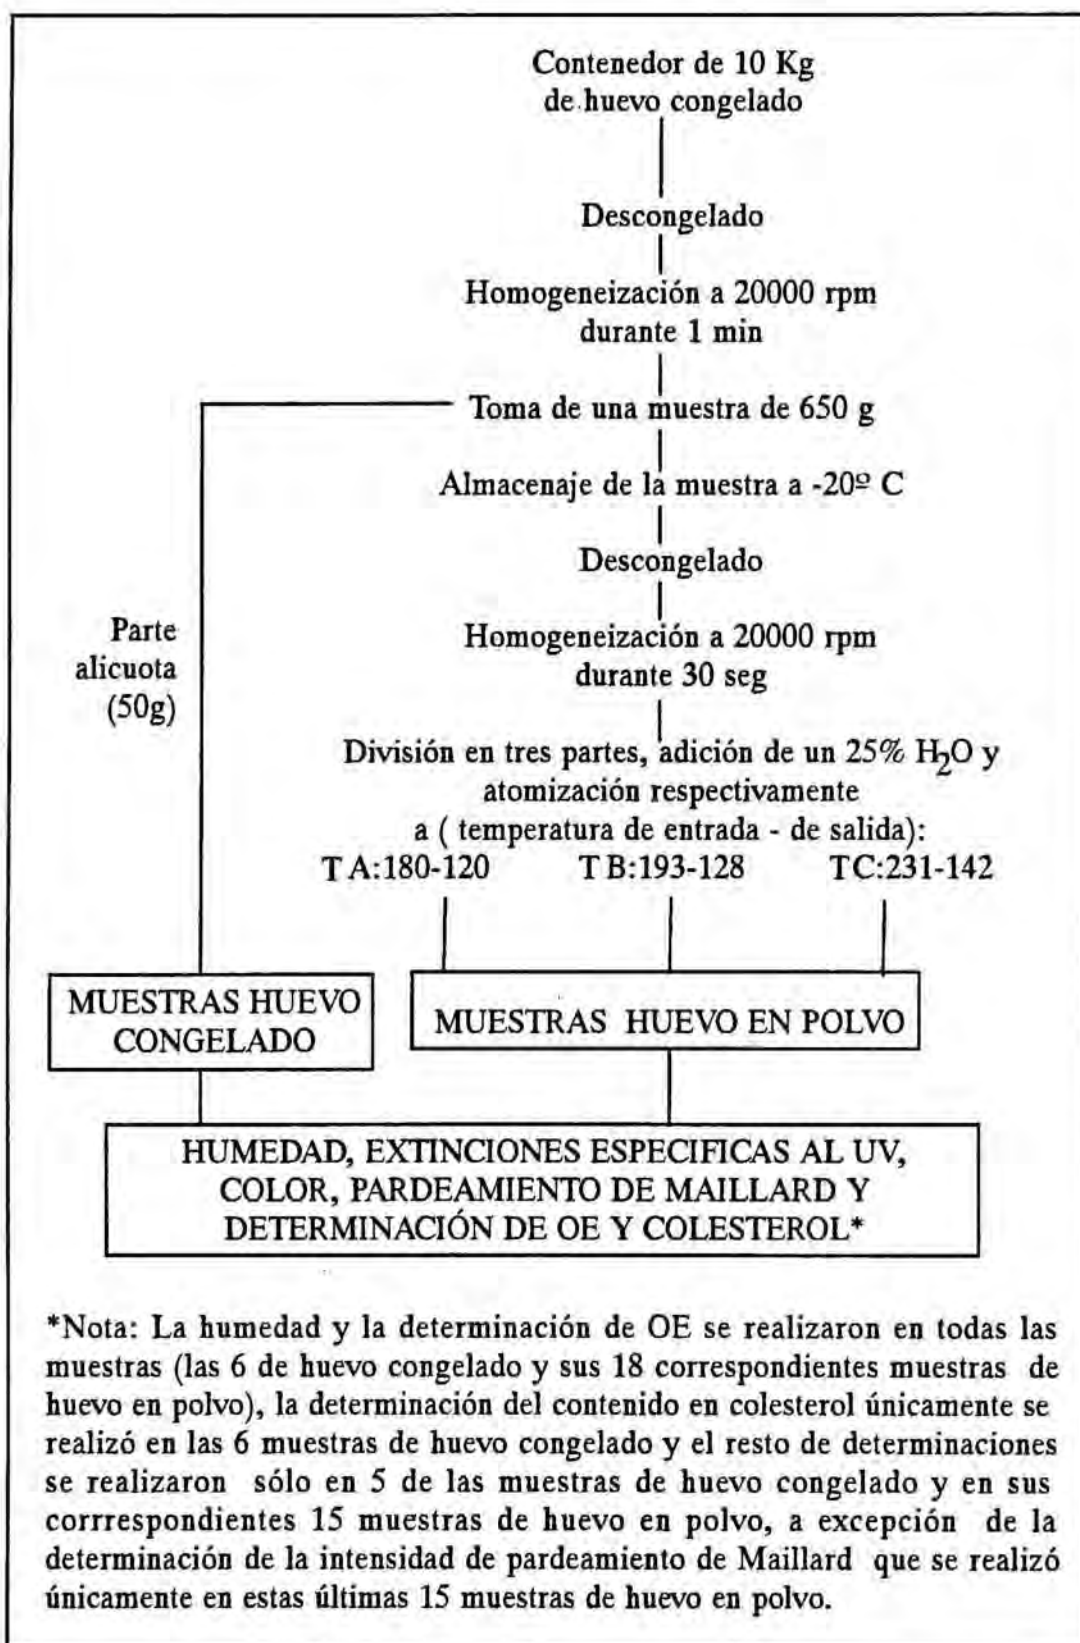 Contenedor de 10 Kg
de huevo congelado
Descongelado
Homogeneización a 20000 rpm
durante 1 min
Toma de una muestra de 650 g
Almacenaje de la muestra a -20º C
Descongelado
Homogeneización a 20000 rpm
durante 30 seg
Parte
alicuota
(50g)
División en tres partes, adición de un 25% H₂O y
atomización respectivamente
a ( temperatura de entrada - de salida):
T A:180-120 T B:193-128 TC:231-142
MUESTRAS HUEVO
CONGELADO
MUESTRAS HUEVO EN POLVO
HUMEDAD, EXTINCIONES ESPECIFICAS AL UV,
COLOR, PARDEAMIENTO DE MAILLARD Y
DETERMINACIÓN DE OE Y COLESTEROL*
*Nota: La humedad y la determinación de OE se realizaron en todas las
muestras (las 6 de huevo congelado y sus 18 correspondientes muestras de
huevo en polvo), la determinación del contenido en colesterol únicamente se
realizó en las 6 muestras de huevo congelado y el resto de determinaciones
se realizaron sólo en 5 de las muestras de huevo congelado y en sus
corrrespondientes 15 muestras de huevo en polvo, a excepción de la
determinación de la intensidad de pardeamiento de Maillard que se realizó
únicamente en estas últimas 15 muestras de huevo en polvo.